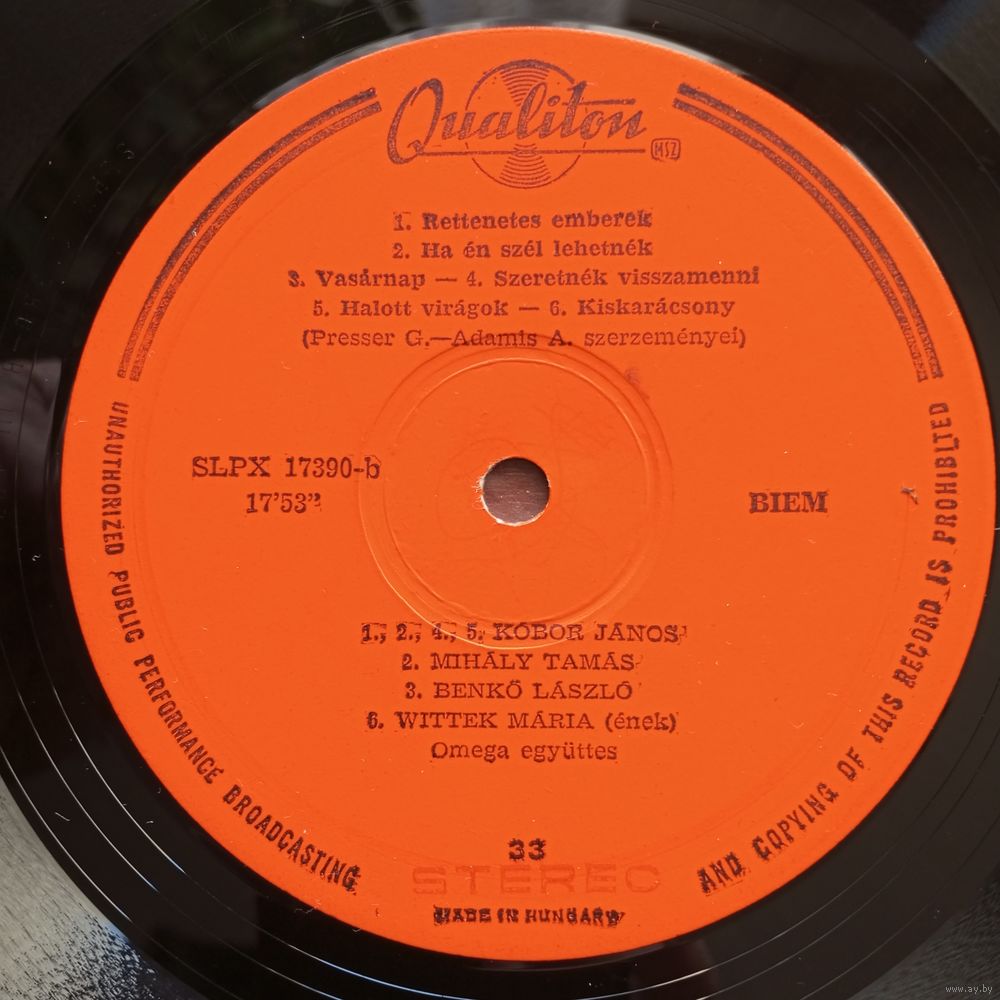 Qualiton
MSZ
1. Rettenetes emberek
2. Ha én szél lehetnék
3. Vasárnap — 4. Szeretnék visszamenni
5. Halott virágok — 6. Kiskarácsony
(Presser G.—Adamis A. szerzeményei)
SLPX 17390-b
17'53"
BIEM
1., 2., 4., 5. KÓBOR JÁNOS
2. MIHÁLY TAMÁS
3. BENKŐ LÁSZLÓ
6. WITTEK MÁRIA (ének)
Omega együttes
33
STEREO
MADE IN HUNGARY
UNAUTHORIZED PUBLIC PERFORMANCE BROADCASTING AND COPYING OF THIS RECORD IS PROHIBITED
www.ay.by